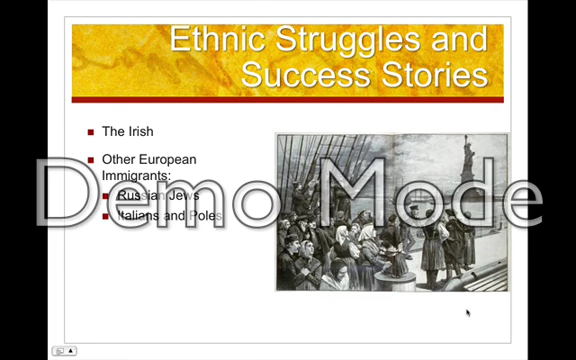 Ethnic Struggles and
Success Stories
The Irish
Other European
Immigrants:
Russian Jews
Italians and Poles
Demo Mode